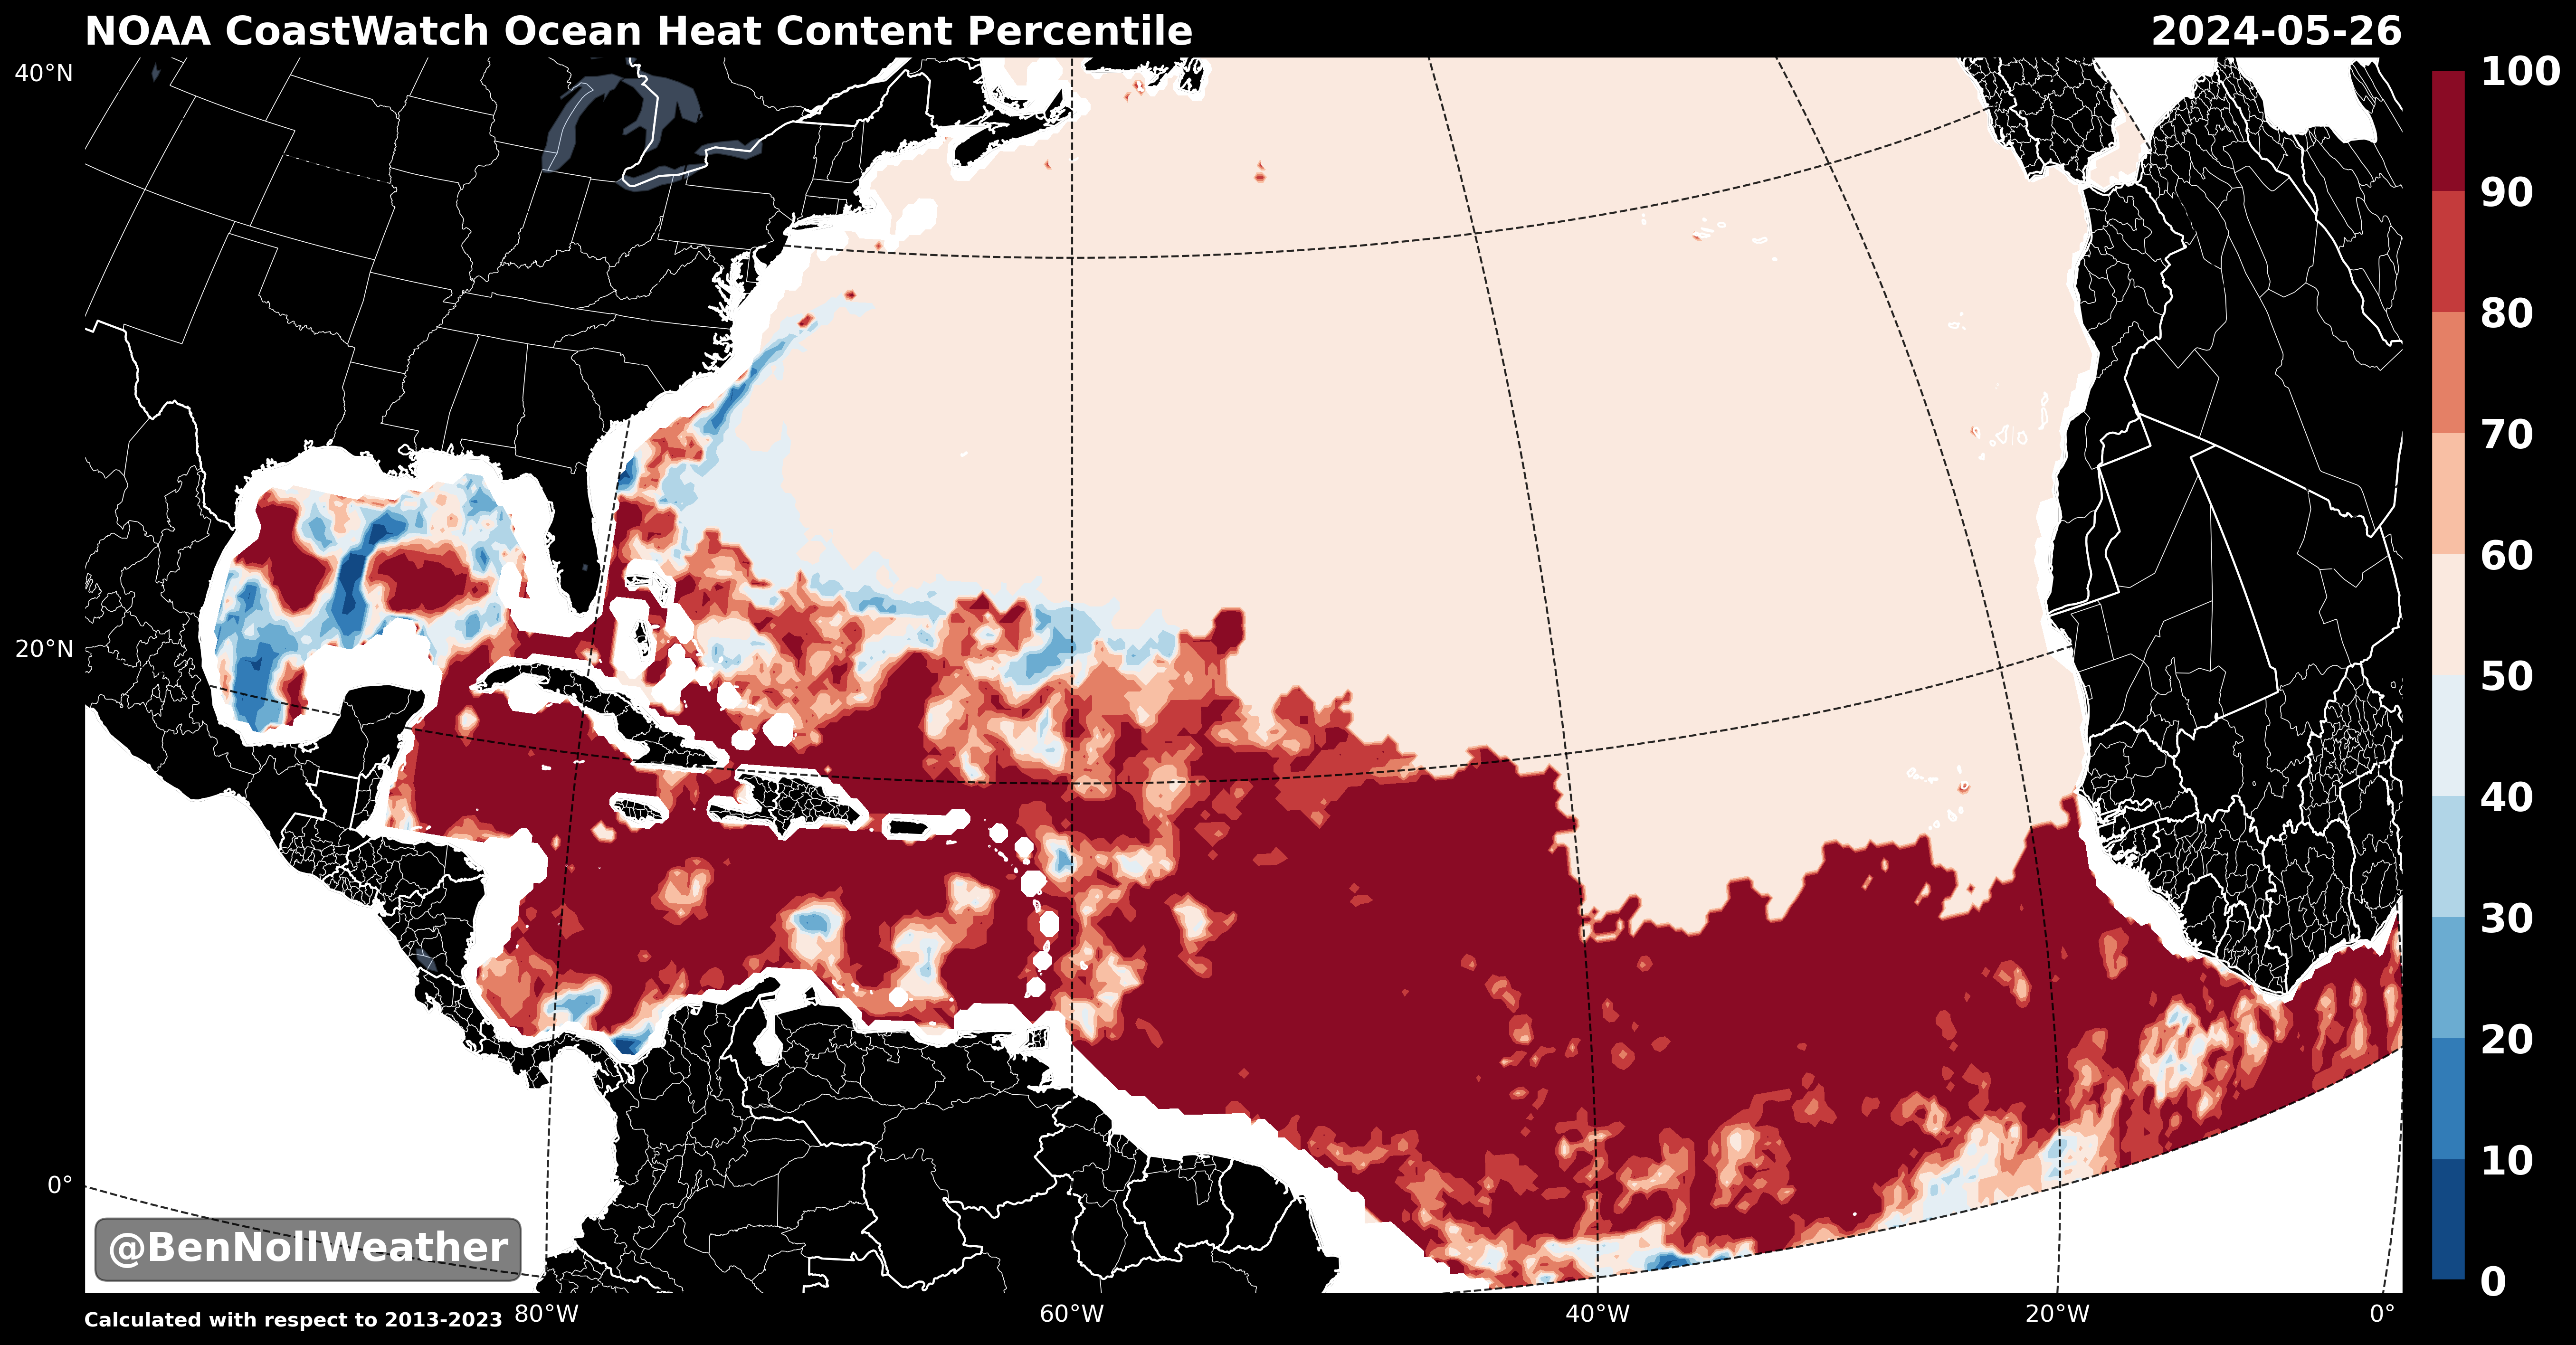 NOAA CoastWatch Ocean Heat Content Percentile 2024-05-26
40°N
20°N
0°
100
90
80
70
60
50
40
30
20
10
0
@BenNollWeather
Calculated with respect to 2013-2023
80°W 60°W 40°W 20°W 0°